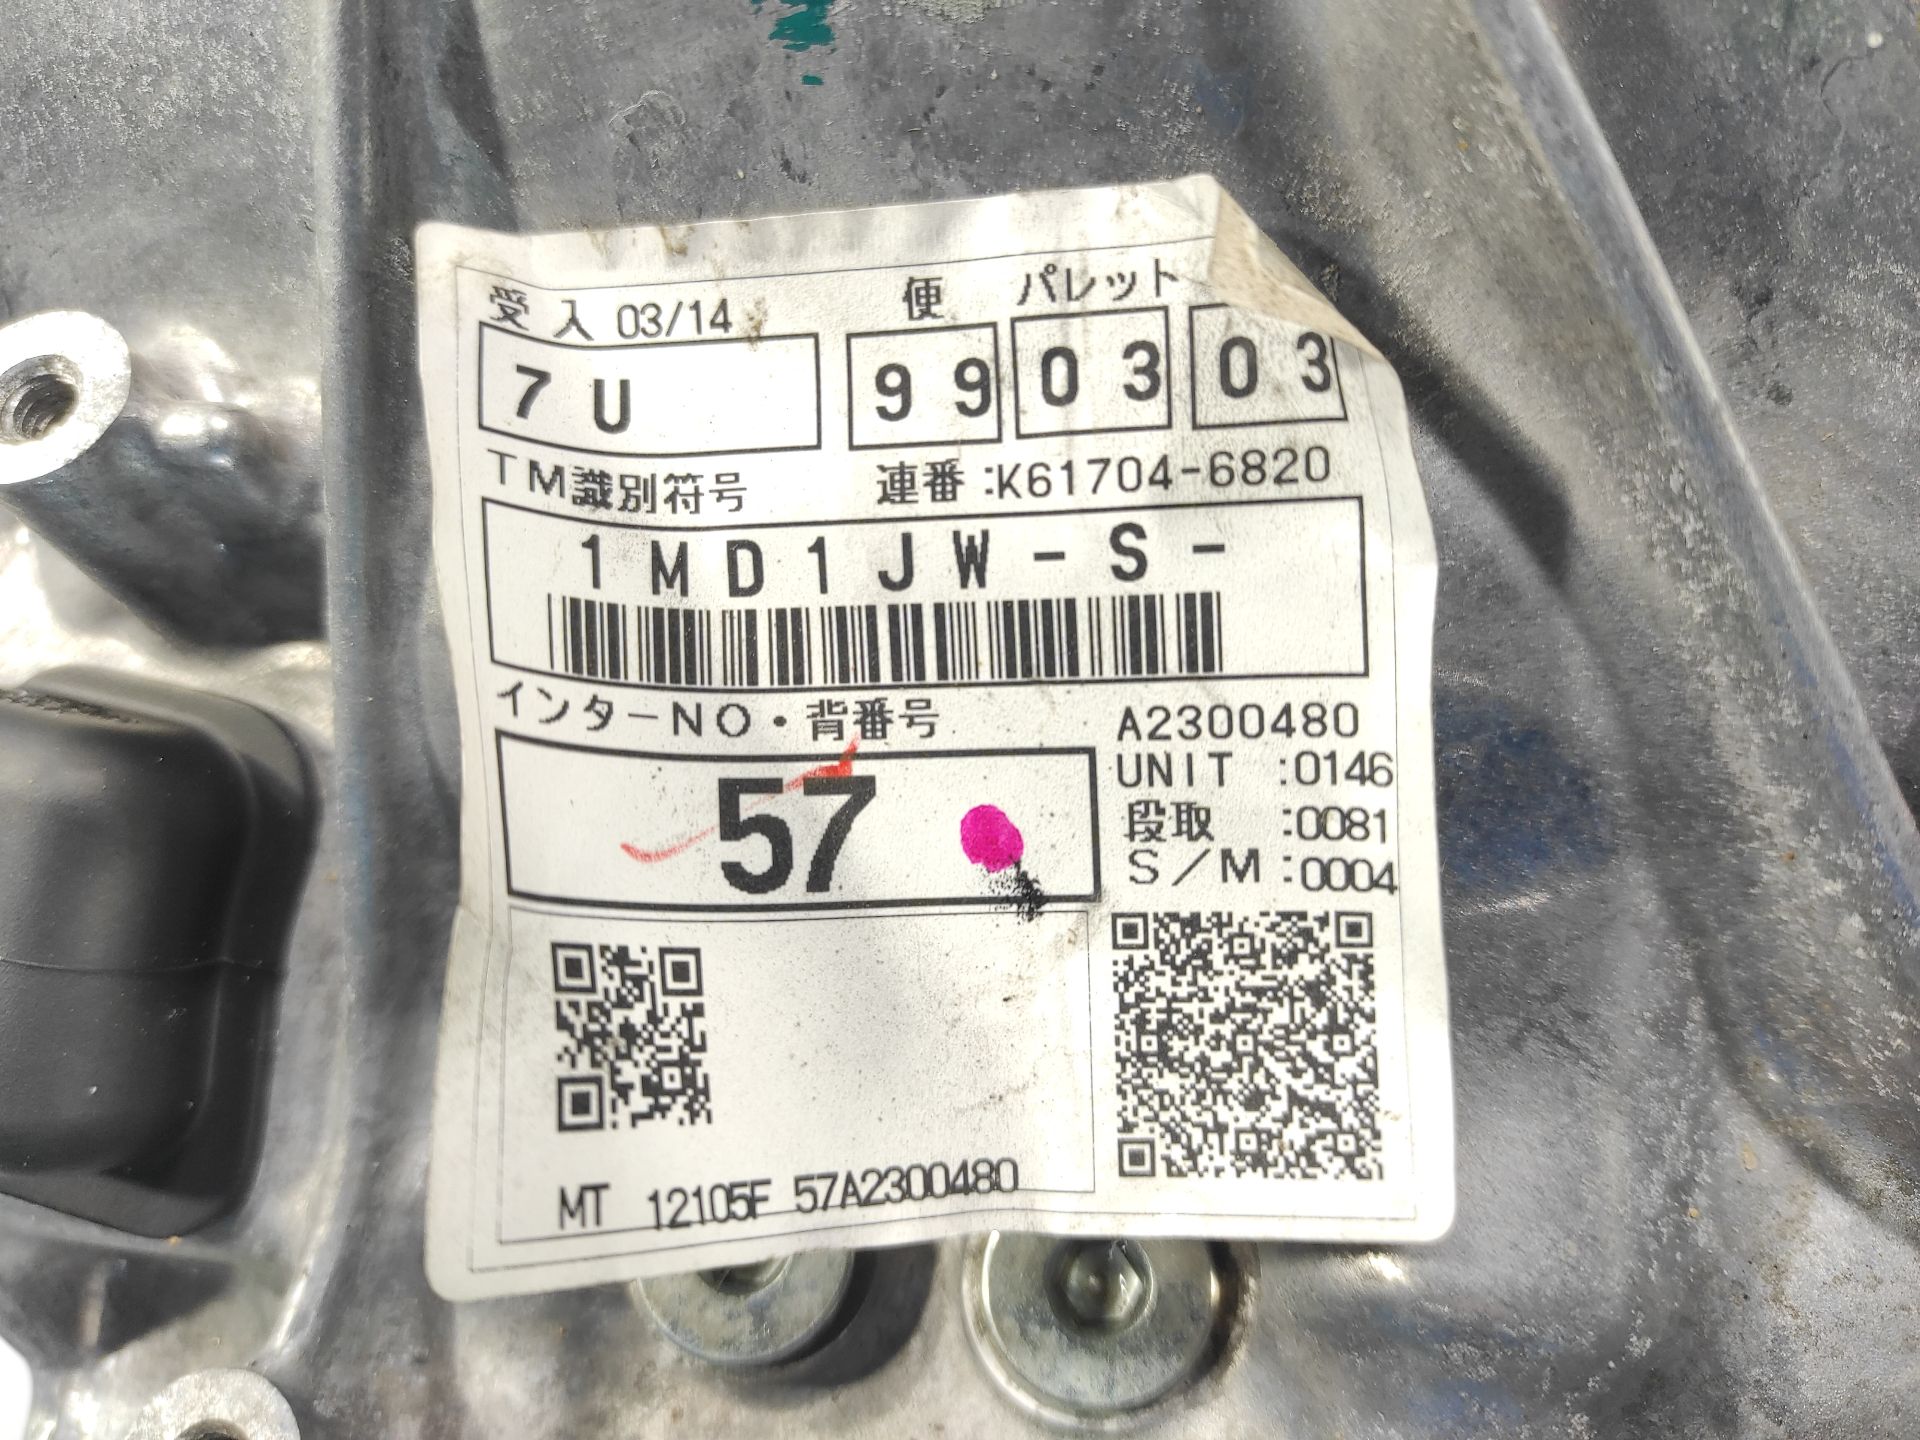 受入 03/14 便 パレット
7U 99 03 03
TM識別符号 連番:K61704-6820
1MD1JW-S-
インターNO・背番号 A2300480
57
UNIT :0146
段取 :0081
S/M:0004
MT 12105F 57A2300480